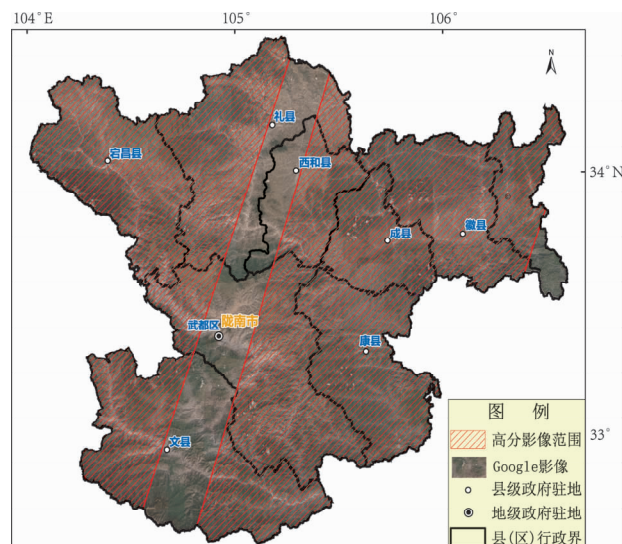 104°E
105°
106°
N
礼县
宕昌县
西和县
34°N
徽县
成县
武都区
陇南市
康县
文县
33°
图 例
高分影像范围
Google影像
县级政府驻地
地级政府驻地
县(区)行政界